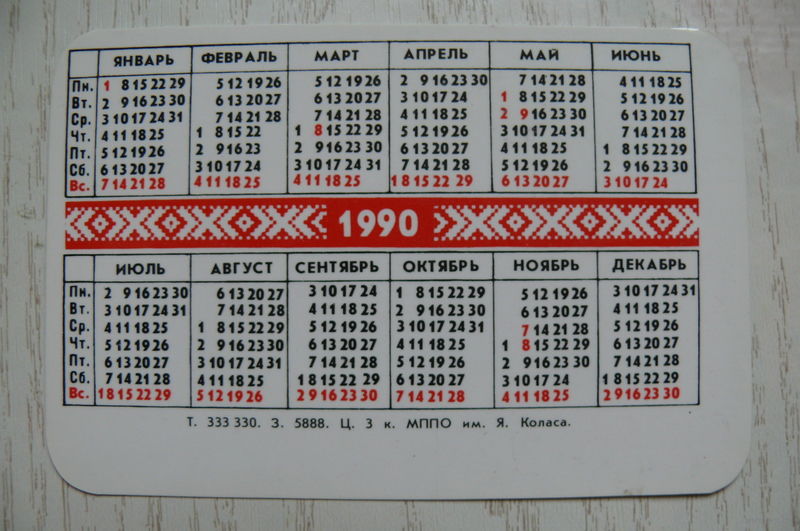 ЯНВАРЬ ФЕВРАЛЬ МАРТ АПРЕЛЬ МАЙ ИЮНЬ
Пн. 1 8 15 22 29 5 12 19 26 5 12 19 26 2 9 16 23 30 7 14 21 28 4 11 18 25
Вт. 2 9 16 23 30 6 13 20 27 6 13 20 27 3 10 17 24 1 8 15 22 29 5 12 19 26
Ср. 3 10 17 24 31 7 14 21 28 7 14 21 28 4 11 18 25 2 9 16 23 30 6 13 20 27
Чт. 4 11 18 25 1 8 15 22 1 8 15 22 29 5 12 19 26 3 10 17 24 31 7 14 21 28
Пт. 5 12 19 26 2 9 16 23 2 9 16 23 30 6 13 20 27 4 11 18 25 1 8 15 22 29
Сб. 6 13 20 27 3 10 17 24 3 10 17 24 31 7 14 21 28 5 12 19 26 2 9 16 23 30
Вс. 7 14 21 28 4 11 18 25 4 11 18 25 1 8 15 22 29 6 13 20 27 3 10 17 24
1990
ИЮЛЬ АВГУСТ СЕНТЯБРЬ ОКТЯБРЬ НОЯБРЬ ДЕКАБРЬ
Пн. 2 9 16 23 30 6 13 20 27 3 10 17 24 1 8 15 22 29 5 12 19 26 3 10 17 24 31
Вт. 3 10 17 24 31 7 14 21 28 4 11 18 25 2 9 16 23 30 6 13 20 27 4 11 18 25
Ср. 4 11 18 25 1 8 15 22 29 5 12 19 26 3 10 17 24 31 7 14 21 28 5 12 19 26
Чт. 5 12 19 26 2 9 16 23 30 6 13 20 27 4 11 18 25 1 8 15 22 29 6 13 20 27
Пт. 6 13 20 27 3 10 17 24 31 7 14 21 28 5 12 19 26 2 9 16 23 30 7 14 21 28
Сб. 7 14 21 28 4 11 18 25 1 8 15 22 29 6 13 20 27 3 10 17 24 1 8 15 22 29
Вс. 1 8 15 22 29 5 12 19 26 2 9 16 23 30 7 14 21 28 4 11 18 25 2 9 16 23 30
Т. 333 330. З. 5888. Ц. 3 к. МППО им. Я. Коласа.